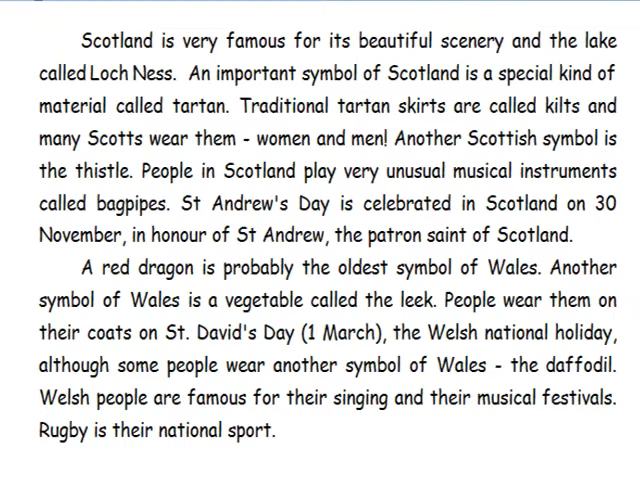 Scotland is very famous for its beautiful scenery and the lake
called Loch Ness. An important symbol of Scotland is a special kind of
material called tartan. Traditional tartan skirts are called kilts and
many Scotts wear them - women and men! Another Scottish symbol is
the thistle. People in Scotland play very unusual musical instruments
called bagpipes. St Andrew's Day is celebrated in Scotland on 30
November, in honour of St Andrew, the patron saint of Scotland.
A red dragon is probably the oldest symbol of Wales. Another
symbol of Wales is a vegetable called the leek. People wear them on
their coats on St. David's Day (1 March), the Welsh national holiday,
although some people wear another symbol of Wales - the daffodil.
Welsh people are famous for their singing and their musical festivals.
Rugby is their national sport.